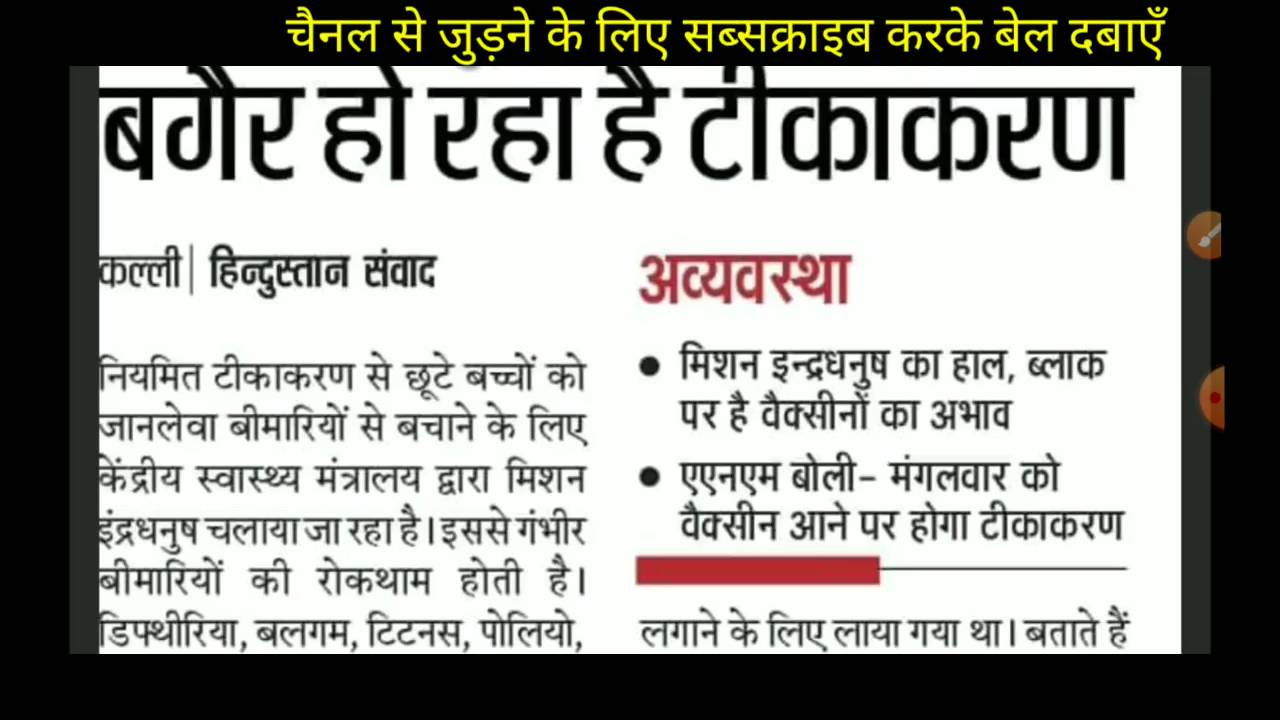 चैनल से जुड़ने के लिए सब्सक्राइब करके बेल दबाएँ
बगैर हो रहा है टीकाकरण
कल्ली| हिन्दुस्तान संवाद
नियमित टीकाकरण से छूटे बच्चों को
जानलेवा बीमारियों से बचाने के लिए
केंद्रीय स्वास्थ्य मंत्रालय द्वारा मिशन
इंद्रधनुष चलाया जा रहा है। इससे गंभीर
बीमारियों की रोकथाम होती है।
डिफ्थीरिया, बलगम, टिटनस, पोलियो,
अव्यवस्था
● मिशन इन्द्रधनुष का हाल, ब्लाक
पर है वैक्सीनों का अभाव
● एएनएम बोली- मंगलवार को
वैक्सीन आने पर होगा टीकाकरण
लगाने के लिए लाया गया था। बताते हैं